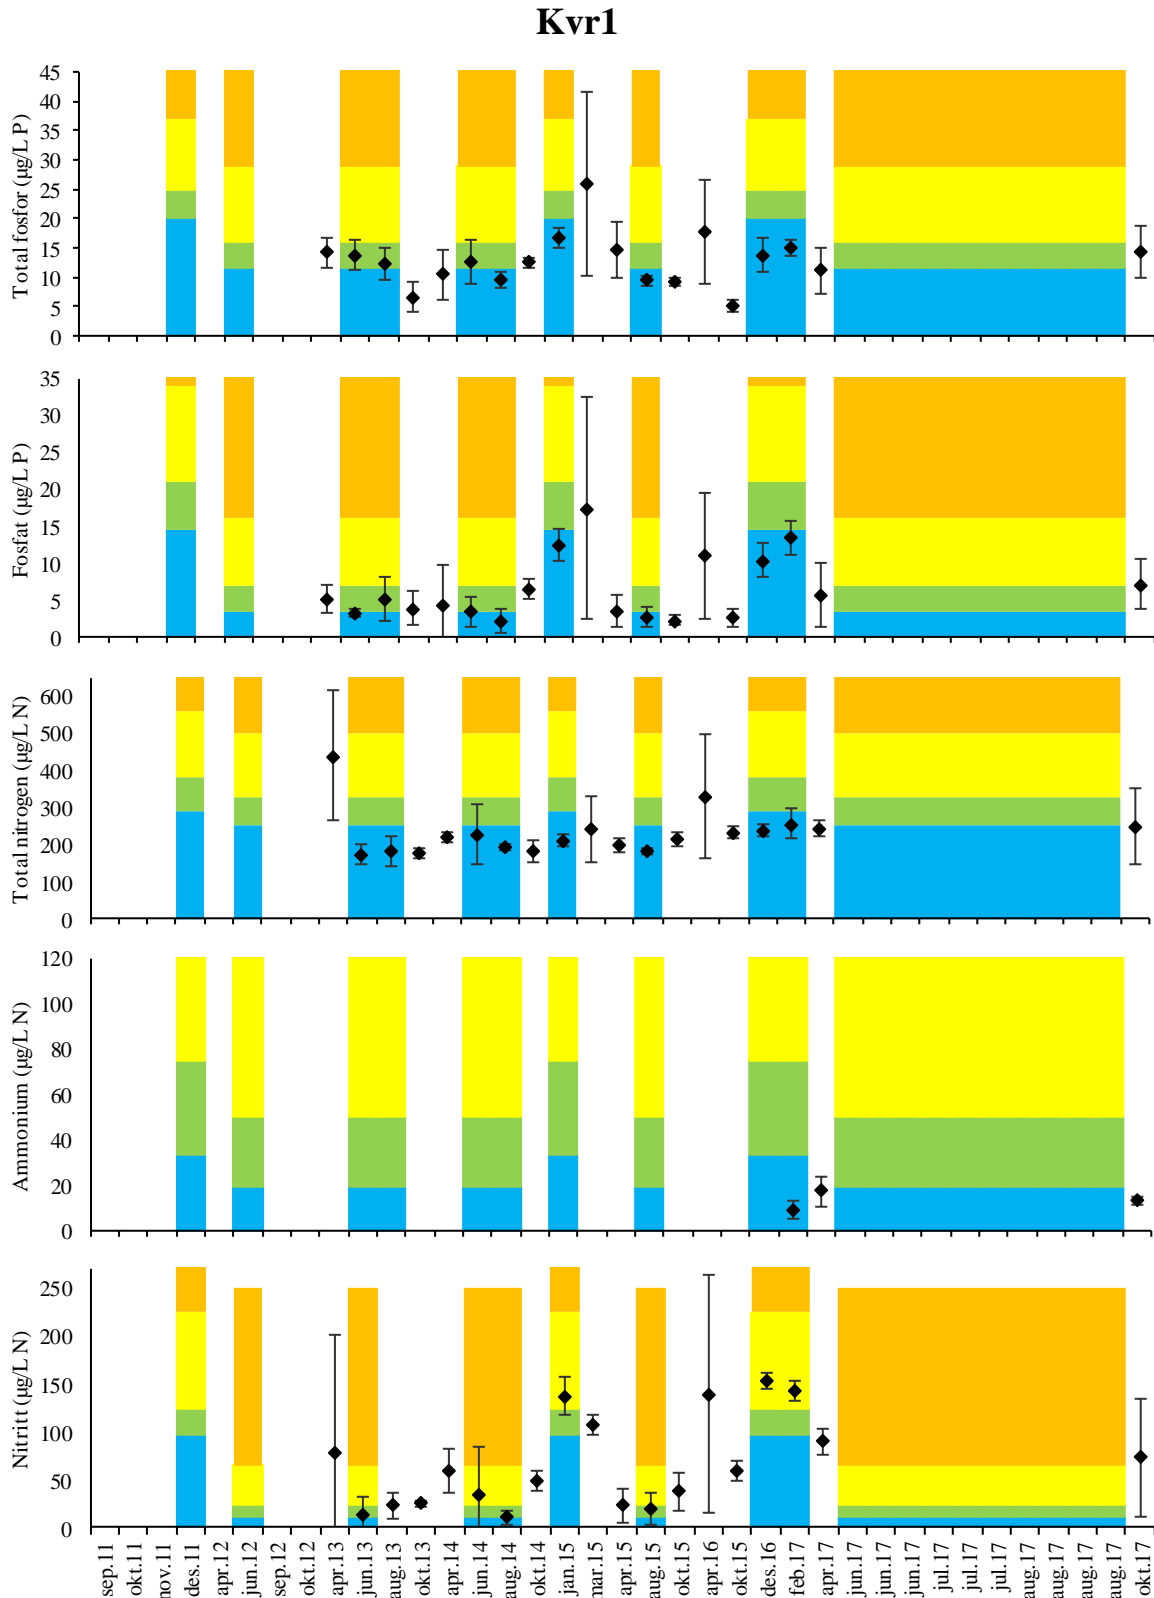 Kvr1
Total fosfor (µg/L P)
45
40
35
30
25
20
15
10
5
0
Fosfat (µg/L P)
35
30
25
20
15
10
5
0
Total nitrogen (µg/L N)
600
500
400
300
200
100
0
Ammonium (µg/L N)
120
100
80
60
40
20
0
Nitritt (µg/L N)
250
200
150
100
50
0
sep.11
okt.11
nov.11
des.11
apr.12
jun.12
sep.12
okt.12
apr.13
jun.13
aug.13
okt.13
apr.14
jun.14
aug.14
okt.14
jan.15
mar.15
apr.15
aug.15
okt.15
apr.16
okt.15
des.16
feb.17
apr.17
jun.17
jun.17
jun.17
jul.17
jul.17
jul.17
aug.17
aug.17
aug.17
aug.17
okt.17